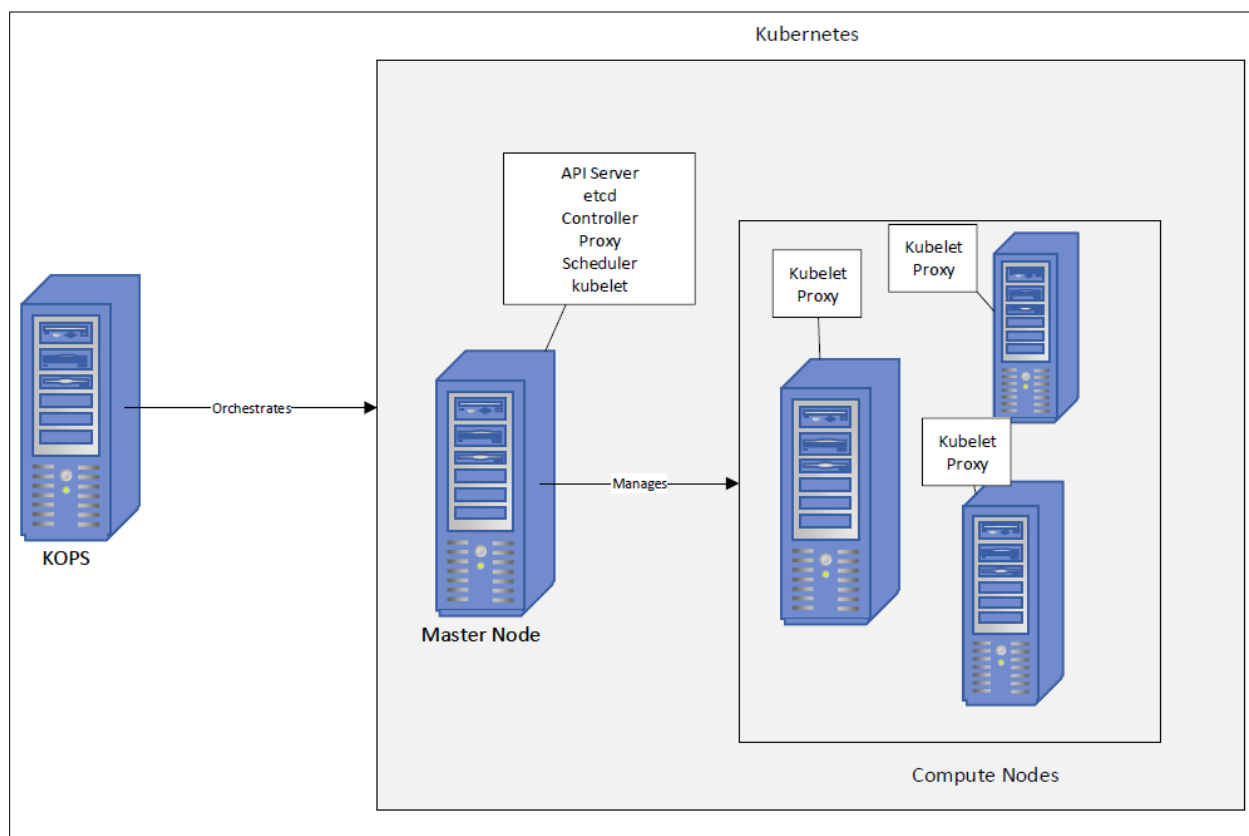 Kubernetes
API Server
etcd
Controller
Proxy
Scheduler
kubelet
Kubelet
Proxy
Kubelet
Proxy
Kubelet
Proxy
Orchestrates
Manages
KOPS
Master Node
Compute Nodes